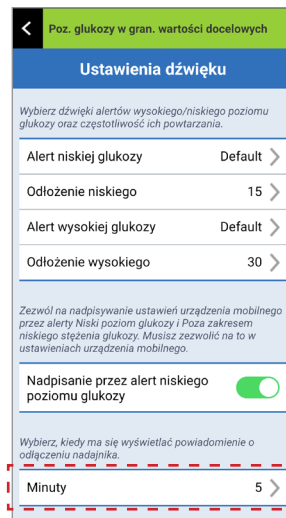 Poz. glukozy w gran. wartości docelowych
Ustawienia dźwięku
Wybierz dźwięki alertów wysokiego/niskiego poziomu
glukozy oraz częstotliwość ich powtarzania.
Alert niskiej glukozy Default
Odłożenie niskiego 15
Alert wysokiej glukozy Default
Odłożenie wysokiego 30
Zezwól na nadpisywanie ustawień urządzenia mobilnego
przez alerty Niski poziom glukozy i Poza zakresem
niskiego stężenia glukozy. Musisz zezwolić na to w
ustawieniach urządzenia mobilnego.
Nadpisanie przez alert niskiego
poziomu glukozy
Wybierz, kiedy ma się wyświetlać powiadomienie o
odłączeniu nadajnika.
Minuty 5